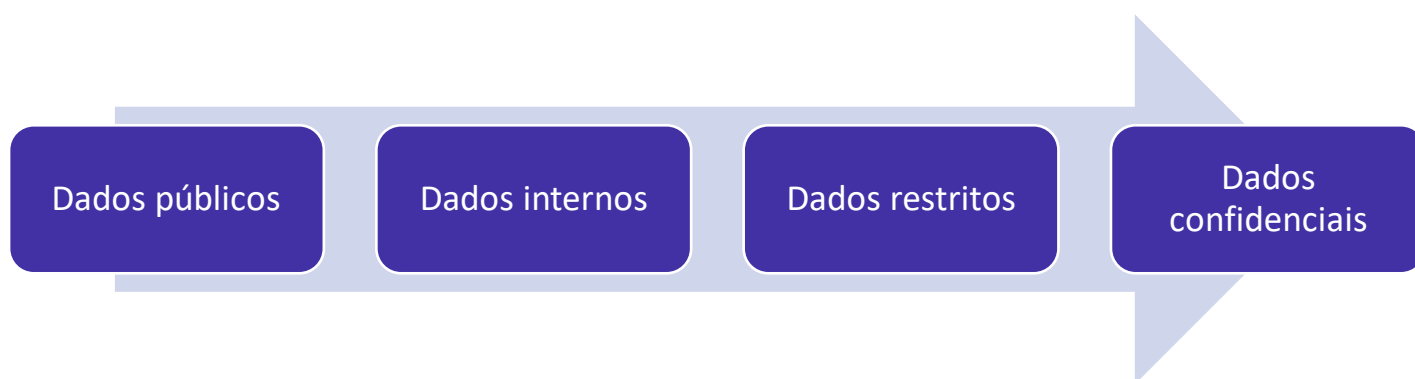 Dados públicos
Dados internos
Dados restritos
Dados
confidenciais